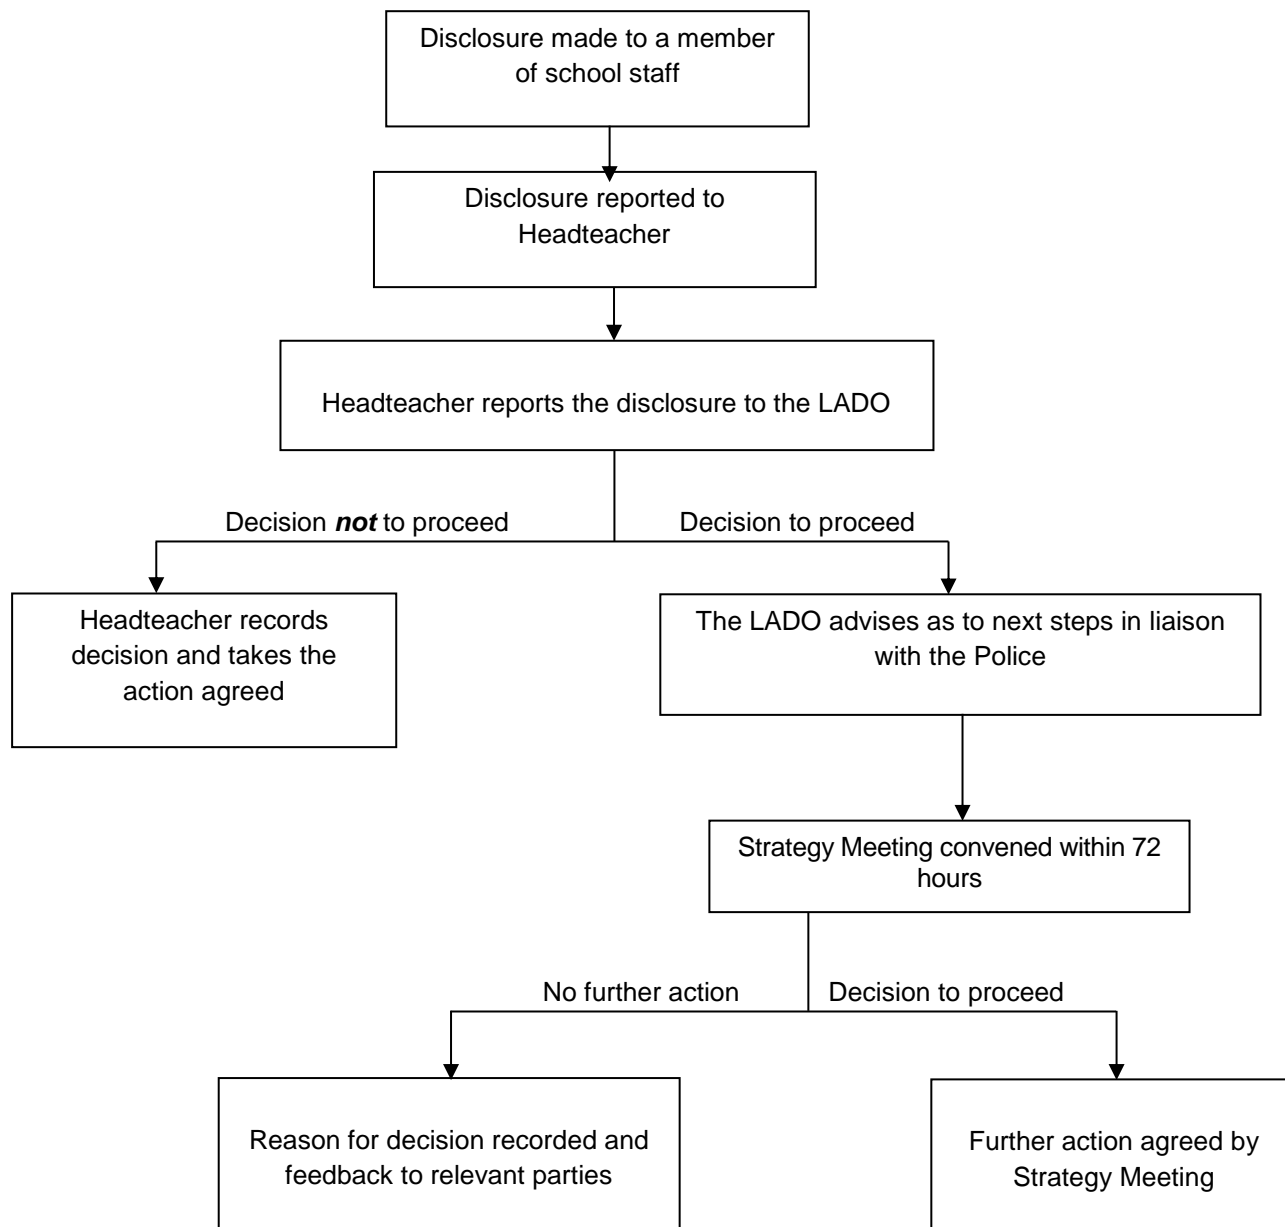 Disclosure made to a member
of school staff
Disclosure reported to
Headteacher
Headteacher reports the disclosure to the LADO
Decision not to proceed
Decision to proceed
Headteacher records
decision and takes the
action agreed
The LADO advises as to next steps in liaison
with the Police
Strategy Meeting convened within 72
hours
No further action
Decision to proceed
Reason for decision recorded and
feedback to relevant parties
Further action agreed by
Strategy Meeting